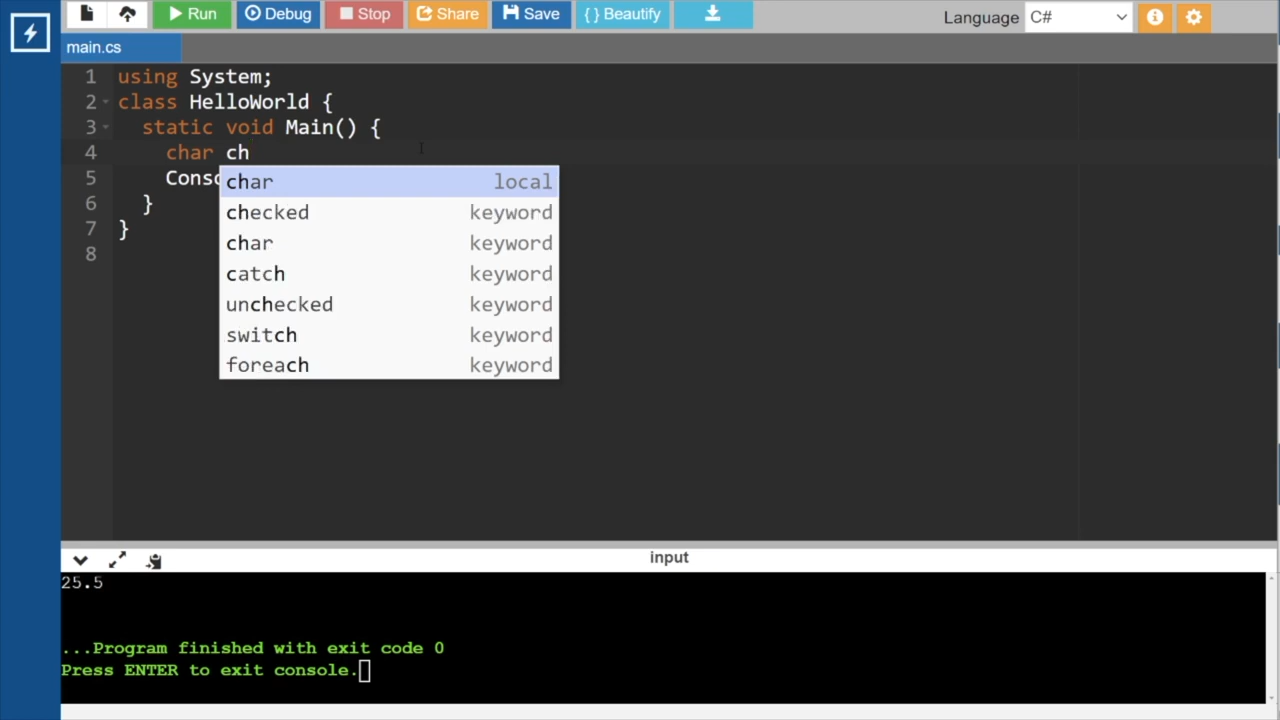 Run Debug Stop Share Save { } Beautify Language C#
main.cs
1 using System;
2 class HelloWorld {
3 static void Main() {
4 char ch
5 Conso
6 }
7 }
8
char local
checked keyword
char keyword
catch keyword
unchecked keyword
switch keyword
foreach keyword
input
25.5
...Program finished with exit code 0
Press ENTER to exit console.